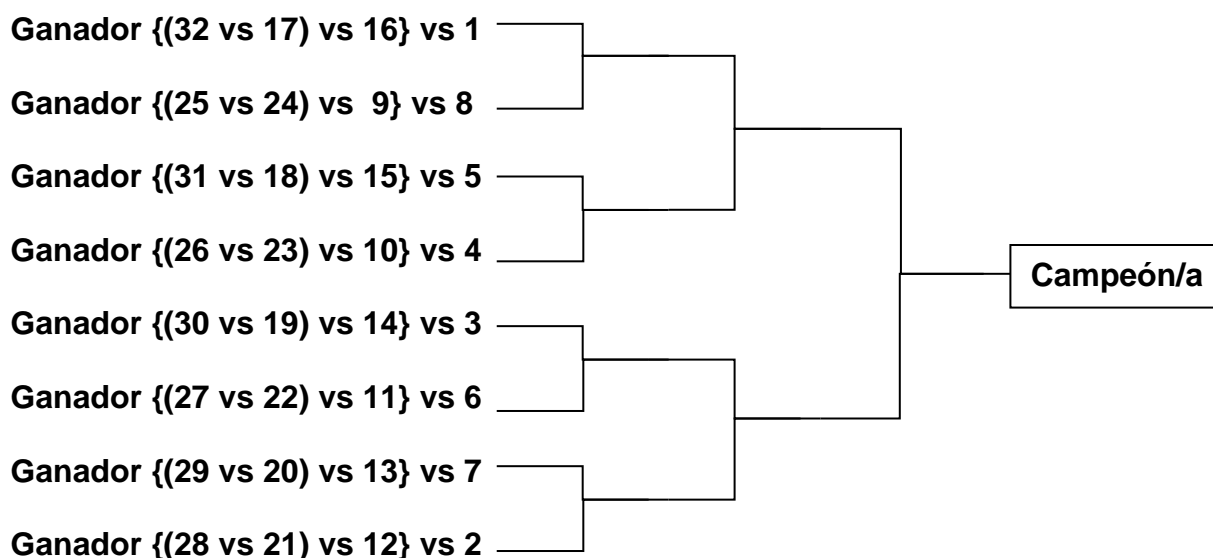 Ganador {(32 vs 17) vs 16} vs 1
Ganador {(25 vs 24) vs  9} vs 8
Ganador {(31 vs 18) vs 15} vs 5
Ganador {(26 vs 23) vs 10} vs 4
Campeón/a
Ganador {(30 vs 19) vs 14} vs 3
Ganador {(27 vs 22) vs 11} vs 6
Ganador {(29 vs 20) vs 13} vs 7
Ganador {(28 vs 21) vs 12} vs 2